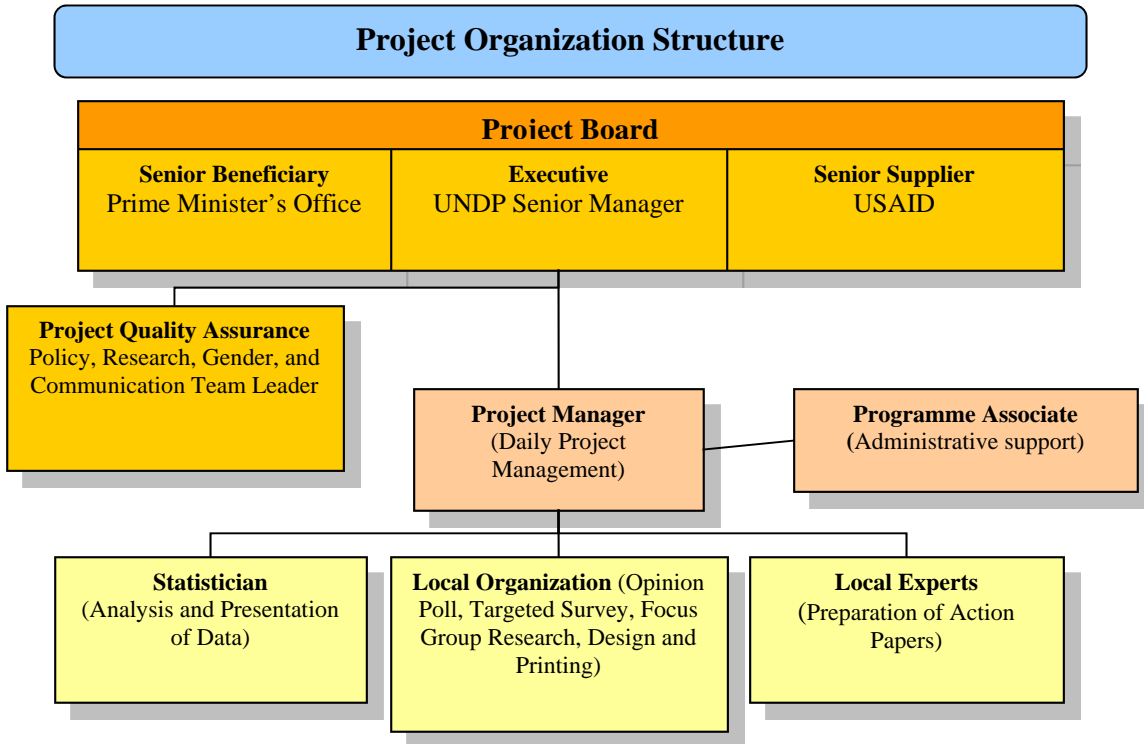 Project Organization Structure
Project Board
Senior Beneficiary
Prime Minister's Office
Executive
UNDP Senior Manager
Senior Supplier
USAID
Project Quality Assurance
Policy, Research, Gender, and
Communication Team Leader
Project Manager
(Daily Project
Management)
Programme Associate
(Administrative support)
Statistician
(Analysis and Presentation
of Data)
Local Organization (Opinion
Poll, Targeted Survey, Focus
Group Research, Design and
Printing)
Local Experts
(Preparation of Action
Papers)